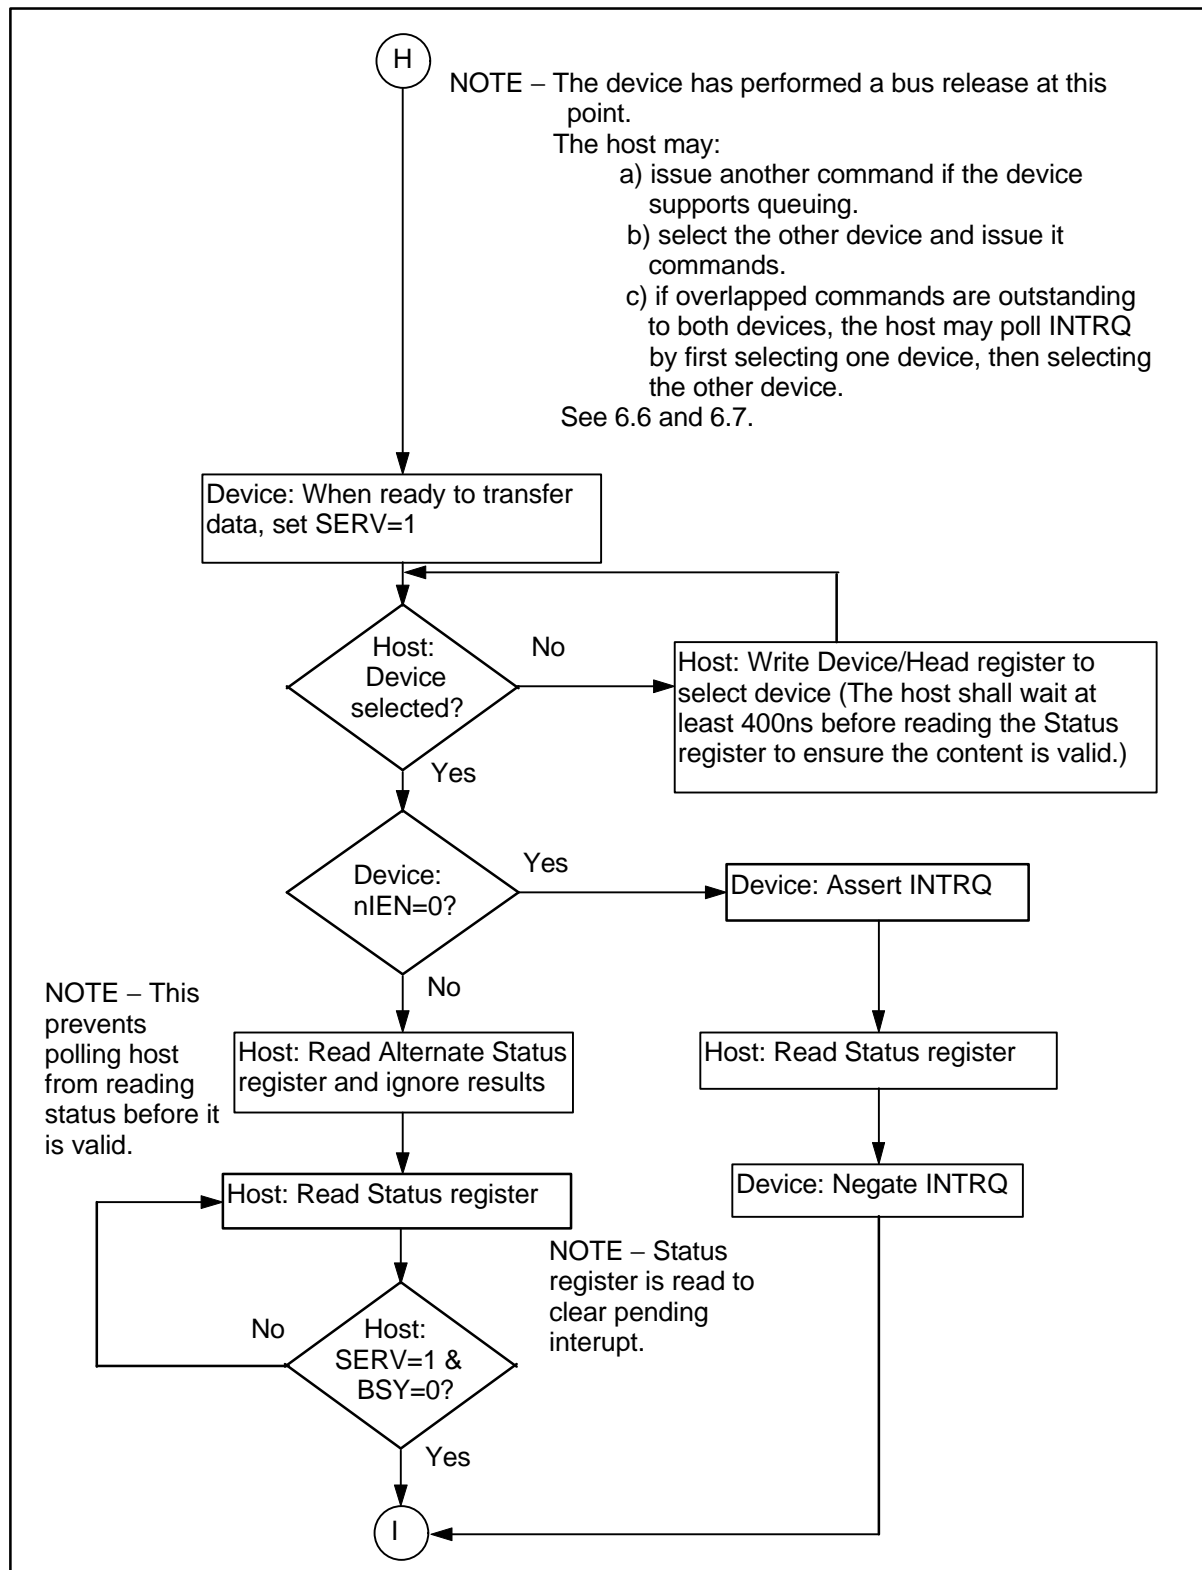 H
NOTE – The device has performed a bus release at this
point.
The host may:
a) issue another command if the device
supports queuing.
b) select the other device and issue it
commands.
c) if overlapped commands are outstanding
to both devices, the host may poll INTRQ
by first selecting one device, then selecting
the other device.
See 6.6 and 6.7.
Device: When ready to transfer
data, set SERV=1
Host:
Device
selected?
No
Host: Write Device/Head register to
select device (The host shall wait at
least 400ns before reading the Status
register to ensure the content is valid.)
Yes
Device:
nIEN=0?
Yes
Device: Assert INTRQ
No
NOTE – This
prevents
polling host
from reading
status before it
is valid.
Host: Read Alternate Status
register and ignore results
Host: Read Status register
Host: Read Status register
Device: Negate INTRQ
NOTE – Status
register is read to
clear pending
interupt.
No
Host:
SERV=1 &
BSY=0?
Yes
I